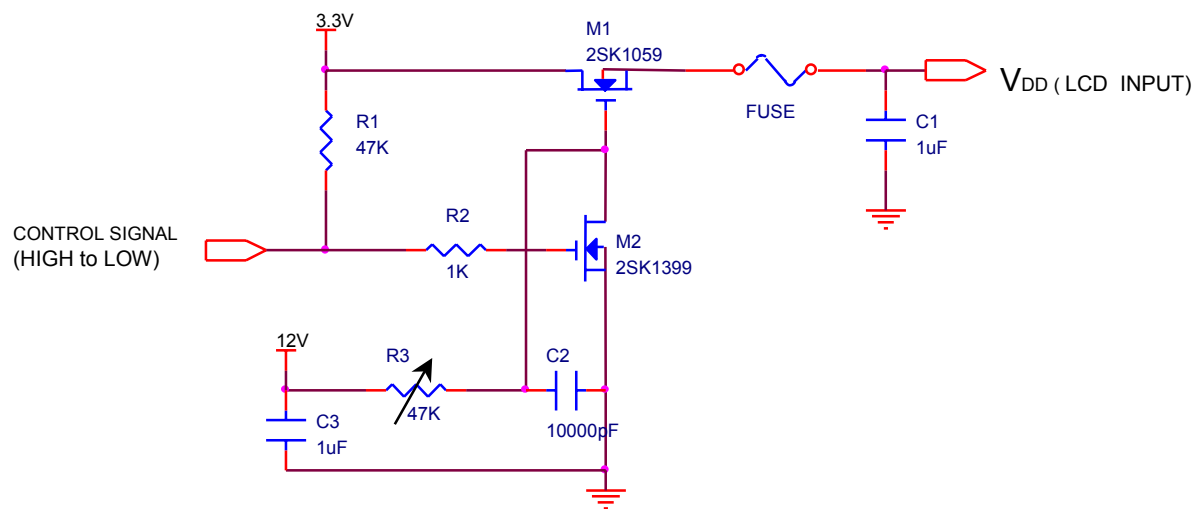 3.3V
M1
2SK1059
R1
47K
FUSE
VDD ( LCD INPUT)
C1
1uF
CONTROL SIGNAL
(HIGH to LOW)
R2
1K
M2
2SK1399
12V
R3
47K
C2
10000pF
C3
1uF